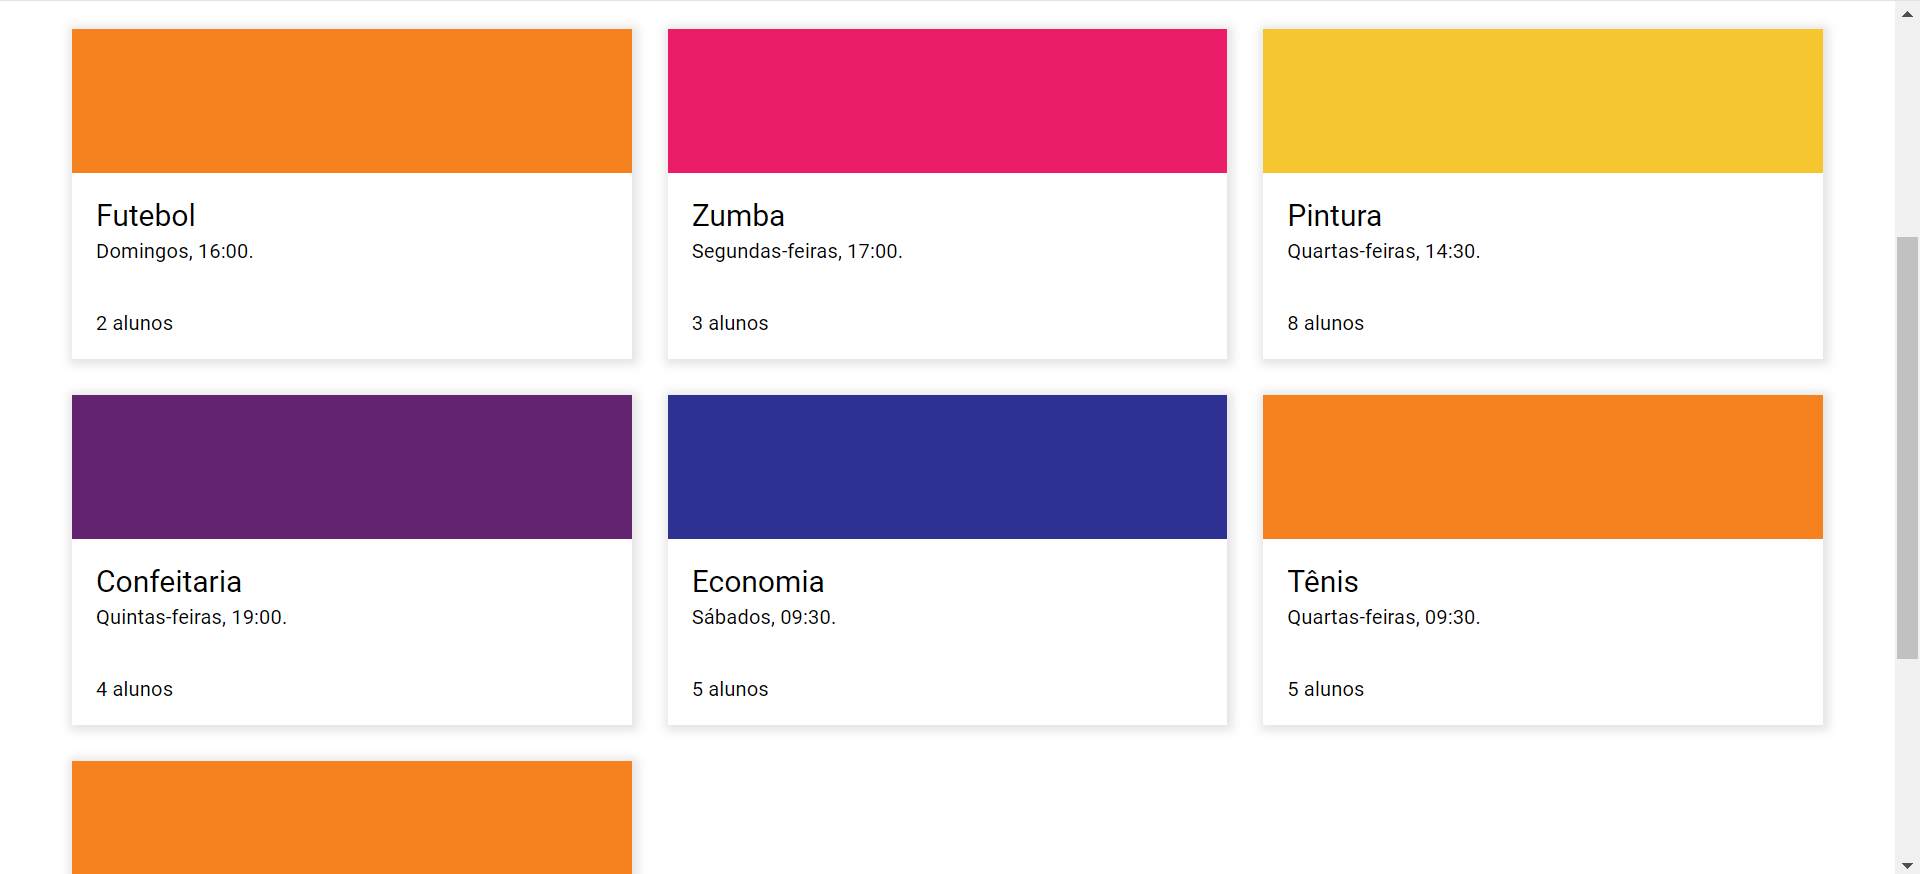 Futebol
Domingos, 16:00.
2 alunos
Zumba
Segundas-feiras, 17:00.
3 alunos
Pintura
Quartas-feiras, 14:30.
8 alunos
Confeitaria
Quintas-feiras, 19:00.
4 alunos
Economia
Sábados, 09:30.
5 alunos
Tênis
Quartas-feiras, 09:30.
5 alunos